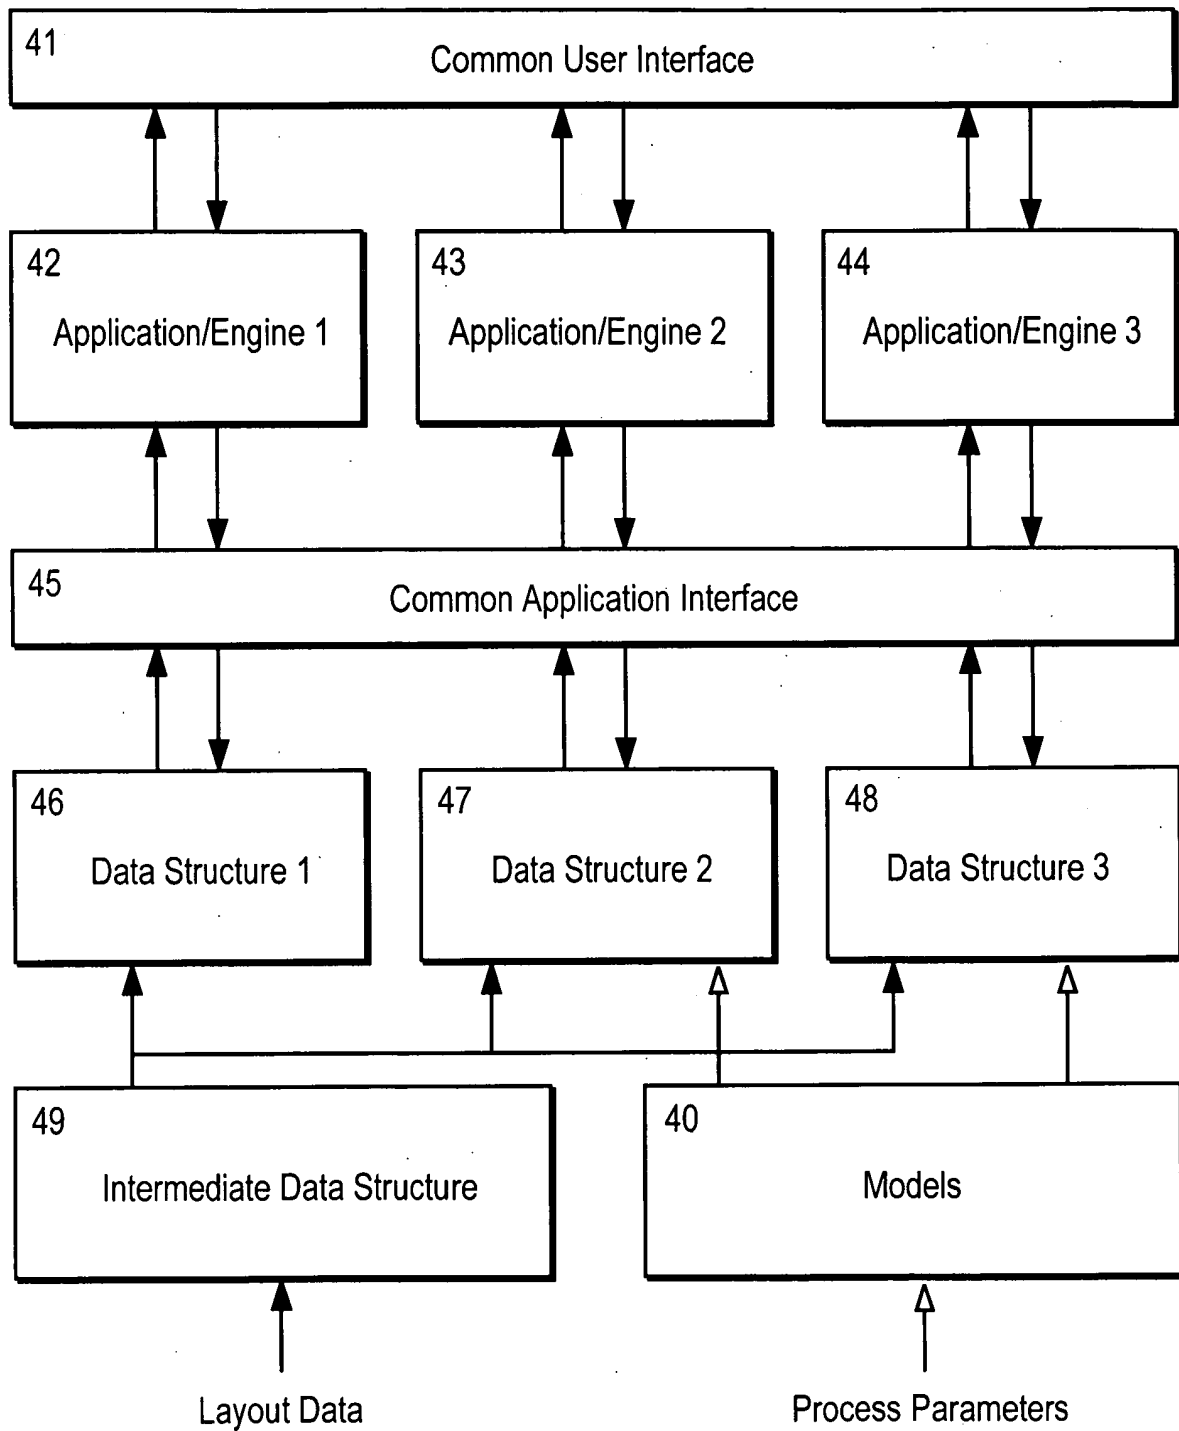 41
Common User Interface
42
Application/Engine 1
43
Application/Engine 2
44
Application/Engine 3
45
Common Application Interface
46
Data Structure 1
47
Data Structure 2
48
Data Structure 3
49
Intermediate Data Structure
40
Models
Layout Data
Process Parameters